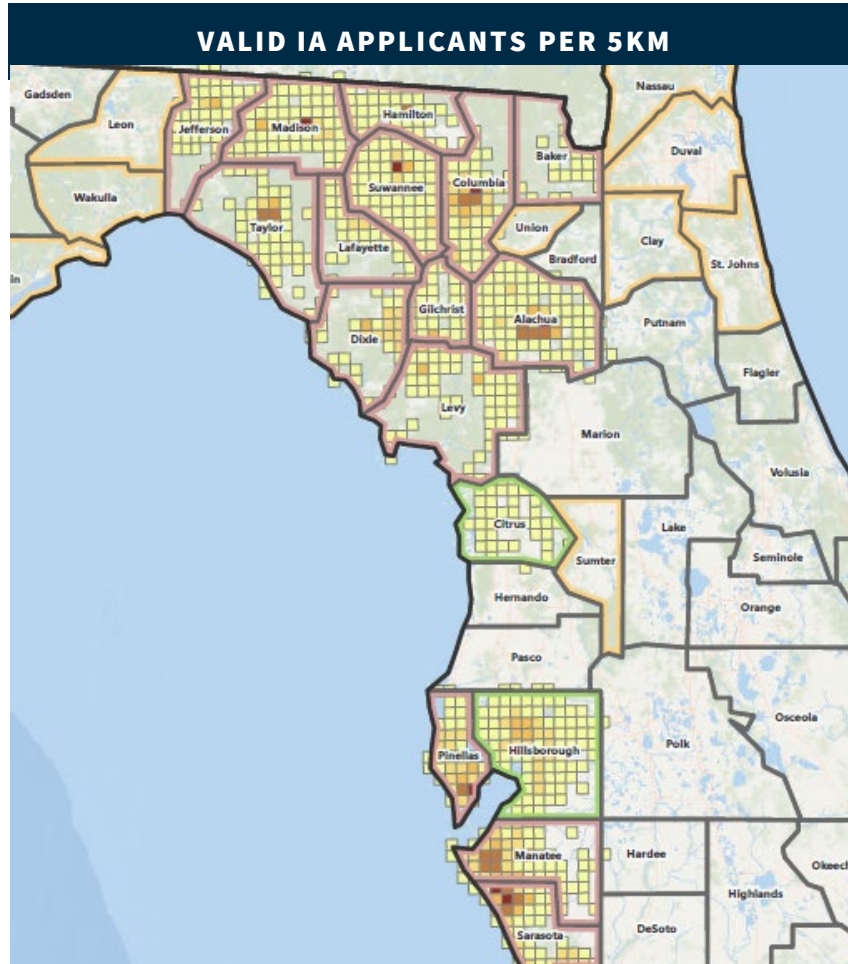 VALID IA APPLICANTS PER 5KM
Gadsden
Leon
Jefferson
Madison
Hamilton
Nassau
Duval
Baker
Wakulla
Suwannee
Columbia
Taylor
Lafayette
Union
Bradford
Clay
St. Johns
in
Gilchrist
Alachua
Putnam
Dixie
Flagler
Levy
Marion
Volusia
Citrus
Lake
Sumter
Seminole
Hernando
Orange
Pasco
Osceola
Pinellas
Hillsborough
Polk
Manatee
Hardee
Okeech
Highlands
Sarasota
DeSoto